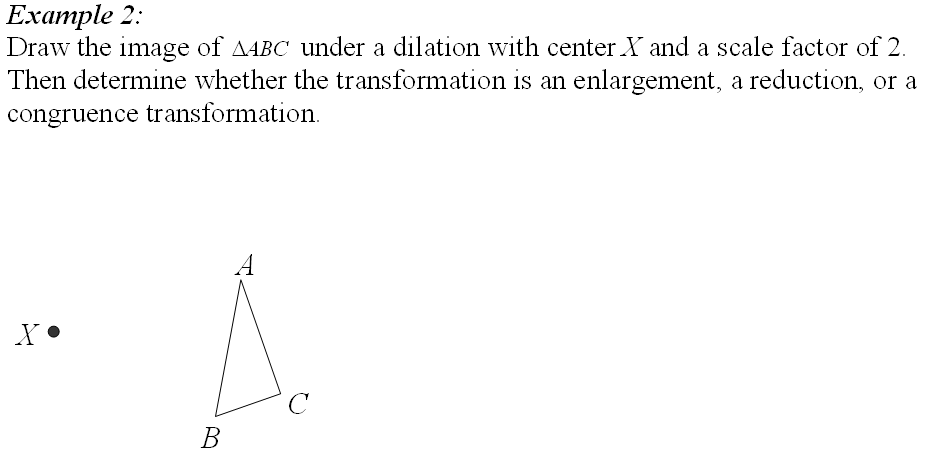 Example 2:
Draw the image of ΔABC under a dilation with center X and a scale factor of 2.
Then determine whether the transformation is an enlargement, a reduction, or a
congruence transformation.
A
X
C
B